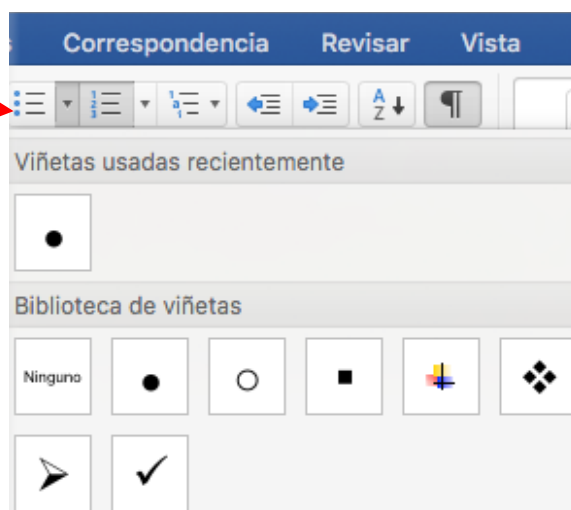 Correspondencia Revisar Vista
Viñetas usadas recientemente
Biblioteca de viñetas
Ninguno